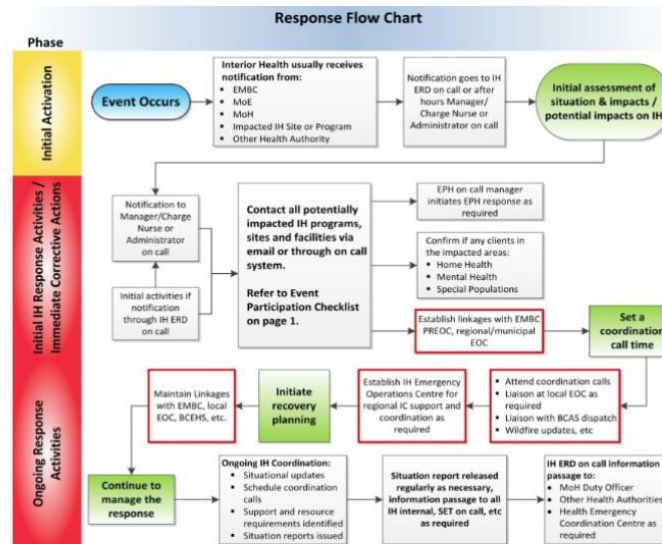 Response Flow Chart
Phase
Initial Activation
Event Occurs
Interior Health usually receives
notification from:
• EMBC
• MoE
• MoH
• Impacted IH Site or Program
• Other Health Authority
Notification goes to IH
ERD on call or after
hours Manager/
Charge Nurse or
Administrator on call
Initial assessment of
situation & impacts /
potential impacts on IH
Initial IH Response Activities /
Immediate Corrective Actions
Notification to
Manager/Charge
Nurse or
Administrator on
call
Initial activities if
notification
through IH ERD
on call
Contact all potentially
impacted IH programs,
sites and facilities via
email or through on call
system.
Refer to Event
Participation Checklist
on page 1.
EPH on call manager
initiates EPH response as
required
Confirm if any clients in
the impacted areas:
• Home Health
• Mental Health
• Special Populations
Establish linkages with EMBC
PREOC, regional/municipal
EOC
Set a
coordination
call time
Ongoing Response
Activities
Maintain Linkages
with EMBC, local
EOC, BCEHS, etc.
Initiate
recovery
planning
Establish IH Emergency
Operations Centre for
regional IC support and
coordination as
required
• Attend coordination calls
• Liaison at local EOC as
required
• Liaison with BCAS dispatch
• Wildfire updates, etc
Continue to
manage the
response
Ongoing IH Coordination:
• Situational updates
• Schedule coordination
calls
• Support and resource
requirements identified
• Situation reports issued
Situation report released
regularly as necessary,
information passage to all
IH internal, SET on call, etc
as required
IH ERD on call information
passage to:
• MoH Duty Officer
• Other Health Authorities
• Health Emergency
Coordination Centre as
required